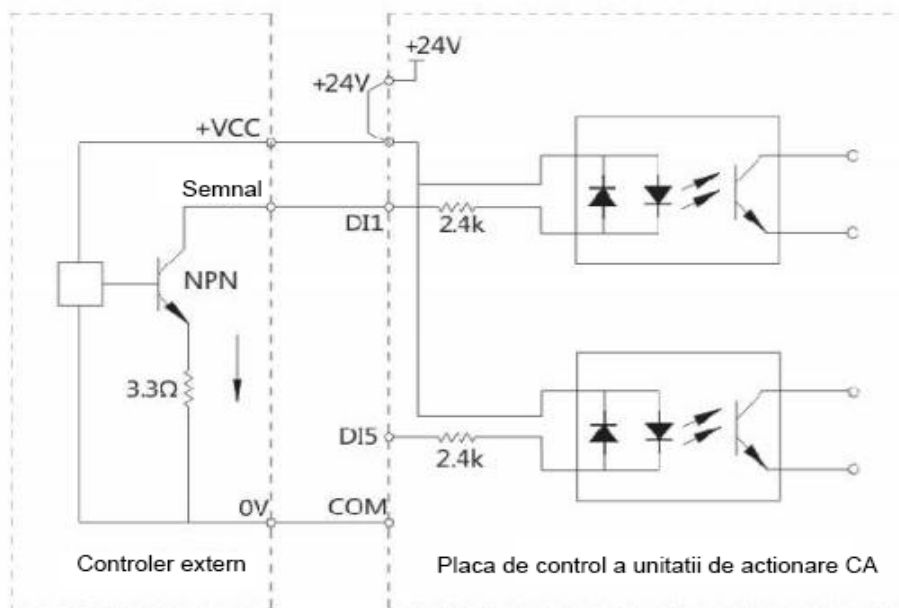 +24V
+24V
+VCC
Semnal
DI1
2.4k
NPN
3.3Ω
DI5
2.4k
0V
COM
Controler extern
Placa de control a unitatii de actionare CA